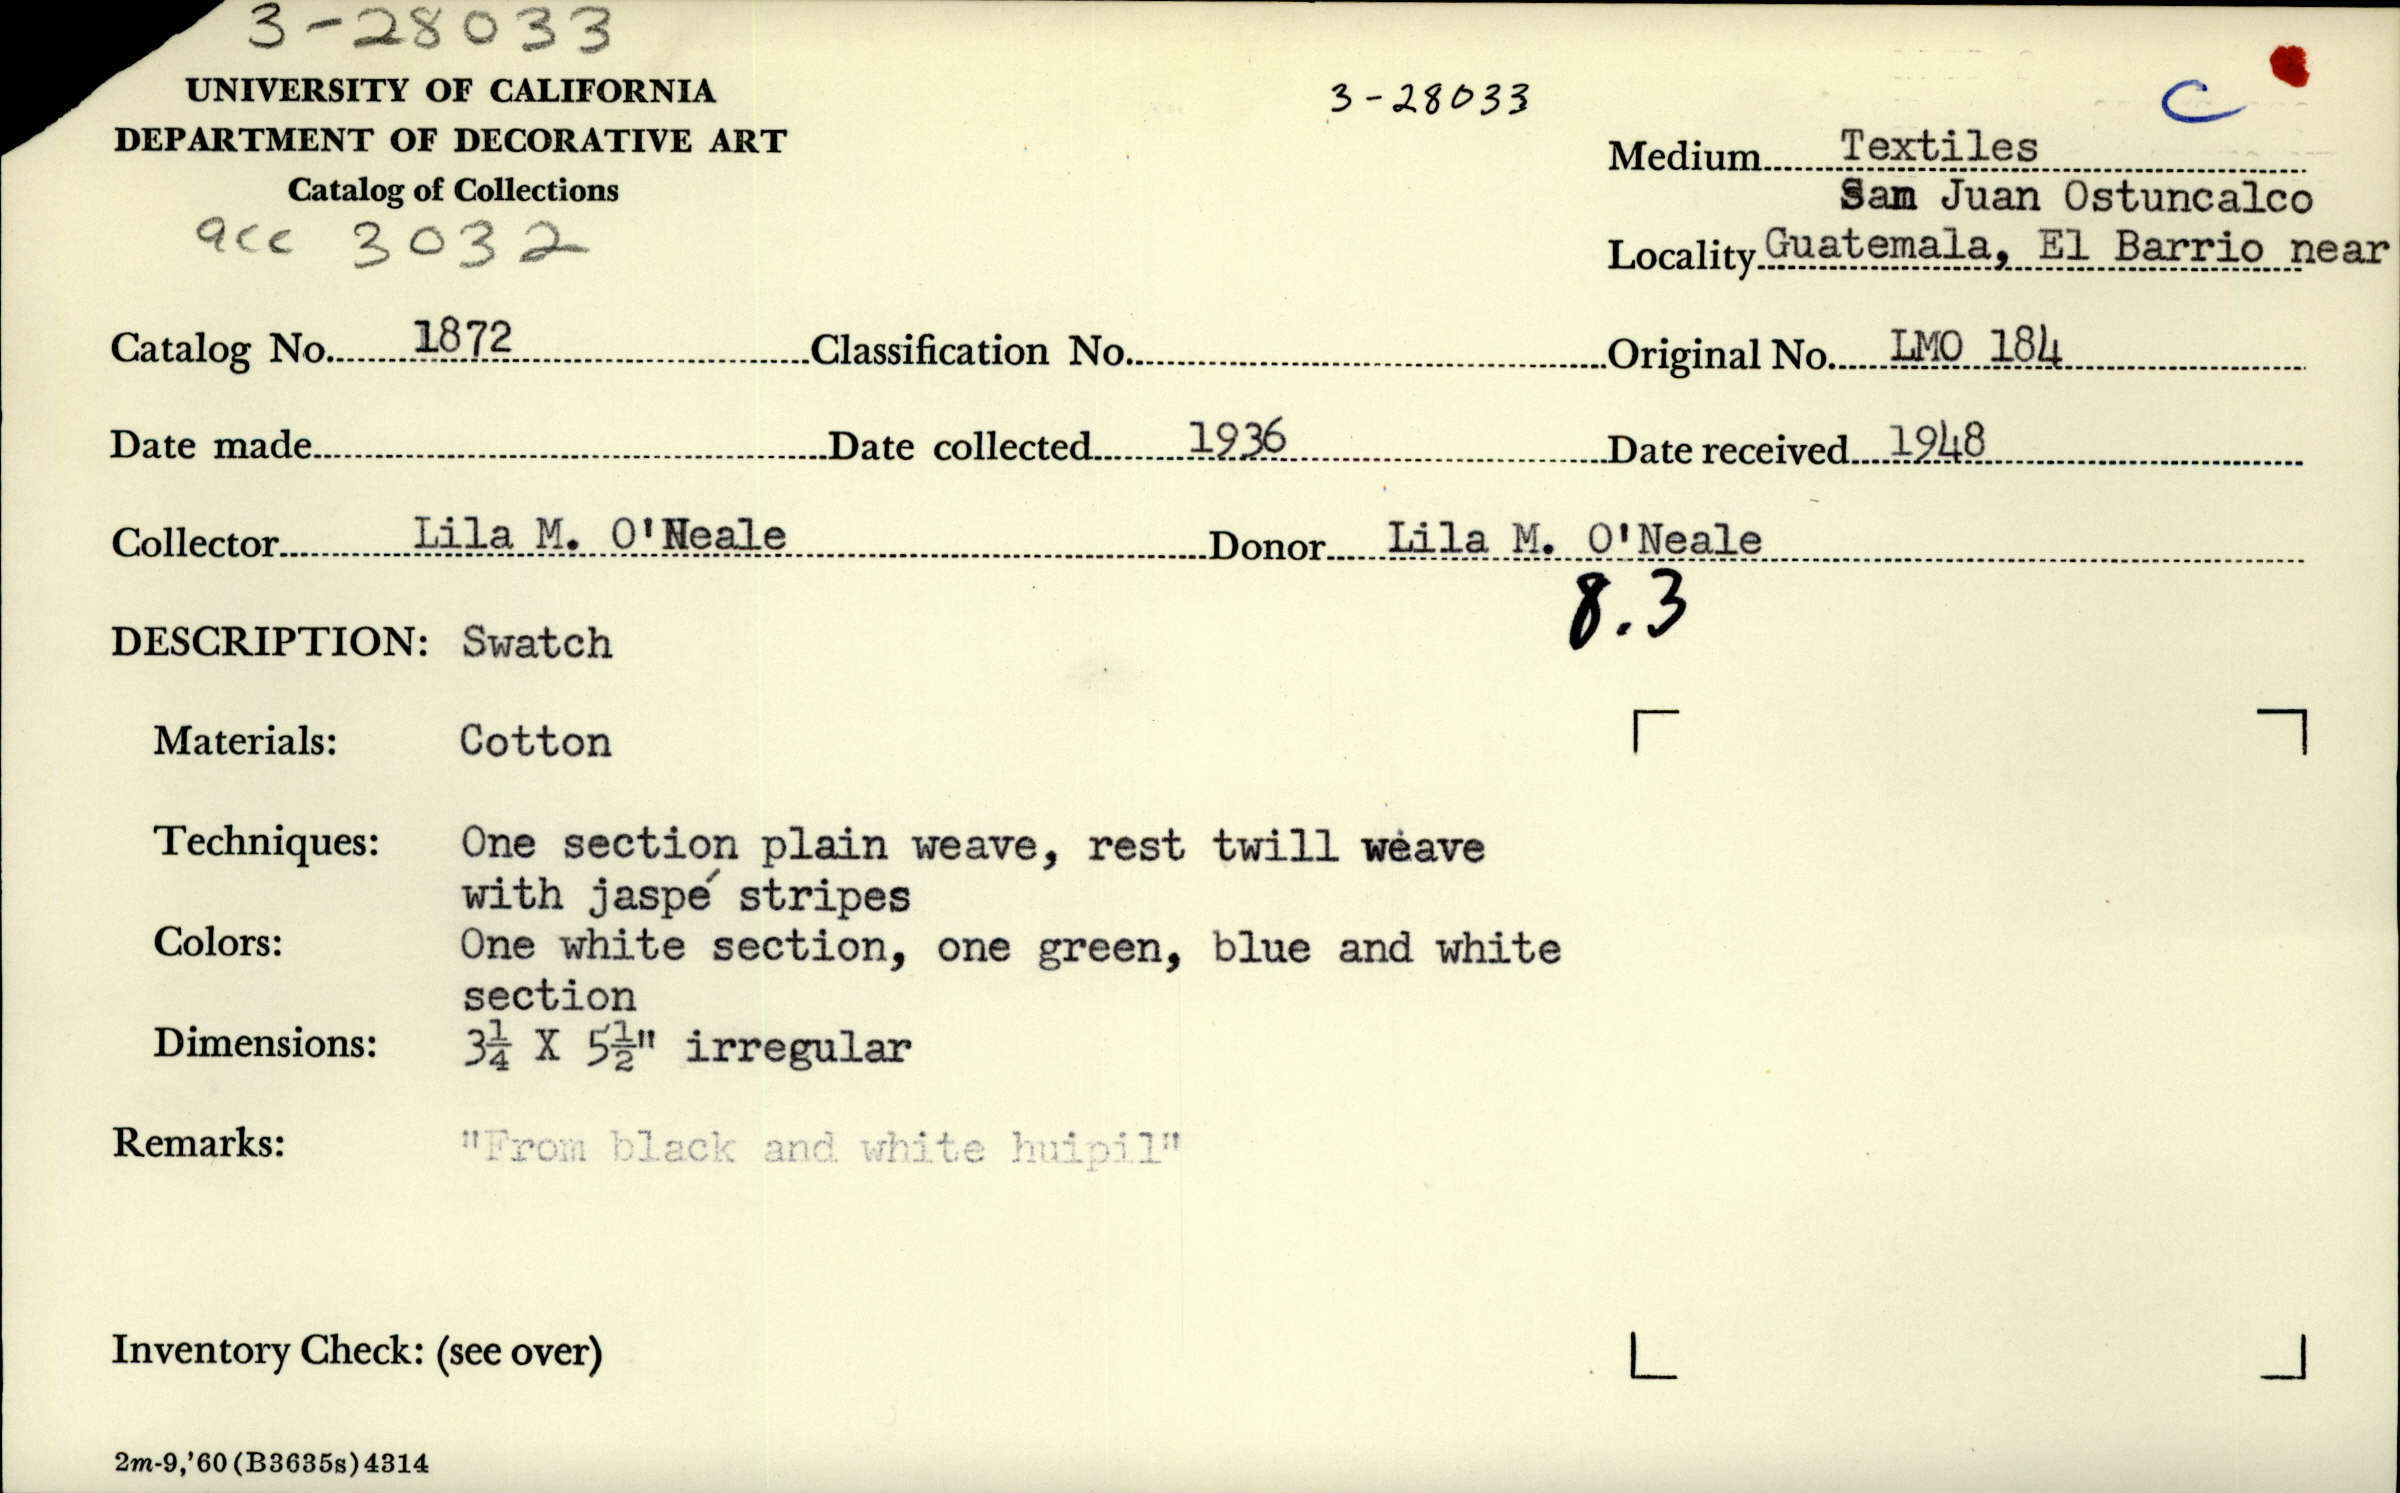 3-28033
UNIVERSITY OF CALIFORNIA
DEPARTMENT OF DECORATIVE ART
Catalog of Collections
acc 3032
3-28033
C
Medium Textiles
San Juan Ostuncalco
Locality Guatemala, El Barrio near
Catalog No. 1872 Classification No. Original No. LMO 184
Date made Date collected 1936 Date received 1948
Collector Lila M. O'Neale Donor Lila M. O'Neale
8.3
DESCRIPTION: Swatch
Materials: Cotton
Techniques: One section plain weave, rest twill weave
with jaspé stripes
Colors: One white section, one green, blue and white
section
Dimensions: 3¼ X 5½" irregular
Remarks: "From black and white huipil"
Inventory Check: (see over)
2m-9,'60(B3635s)4314